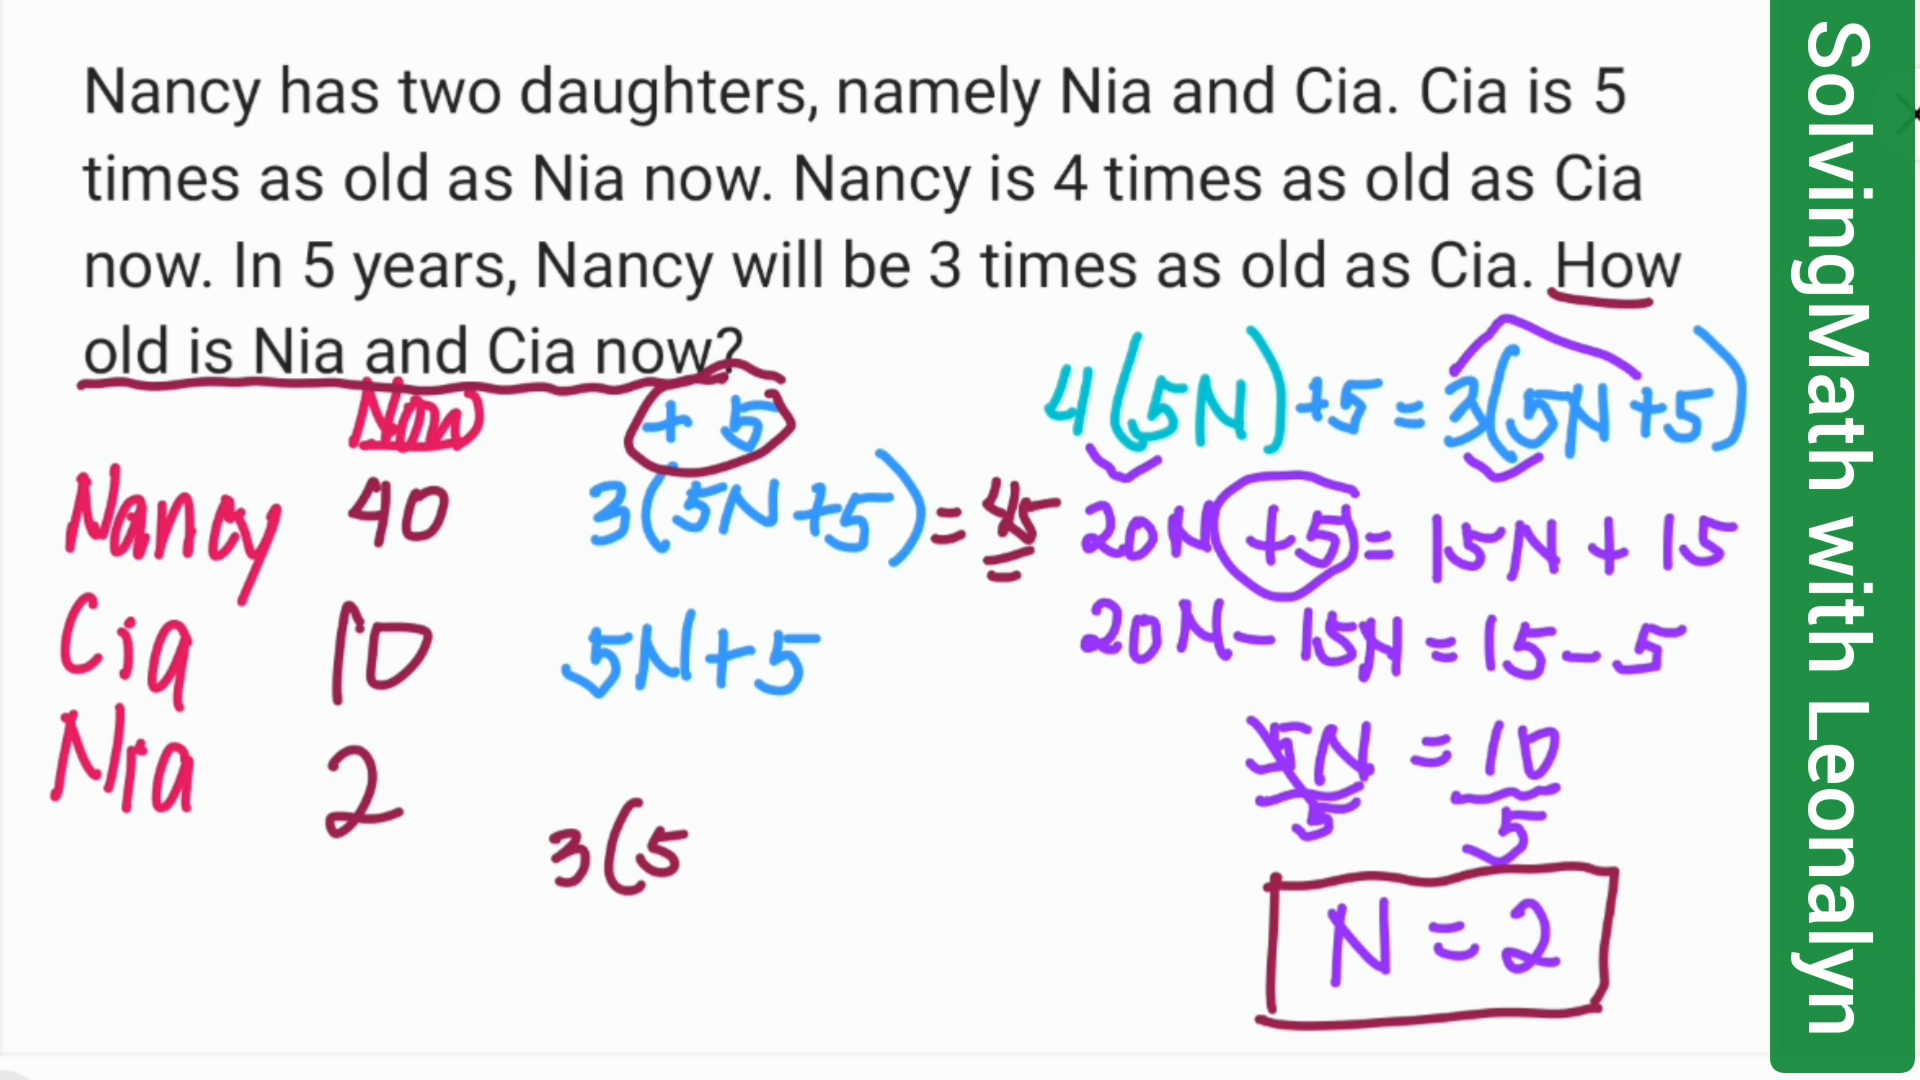 Nancy has two daughters, namely Nia and Cia. Cia is 5
times as old as Nia now. Nancy is 4 times as old as Cia
now. In 5 years, Nancy will be 3 times as old as Cia. How
old is Nia and Cia now?
Now + 5
Nancy 40 3(5N+5) = 45
Cia 10 5N+5
Nia 2
3(5
4(5N)+5 = 3(5N+5)
20N +5 = 15N + 15
20N - 15N = 15 - 5
5N = 10
5 5
N = 2
SolvingMath with Leonalyn